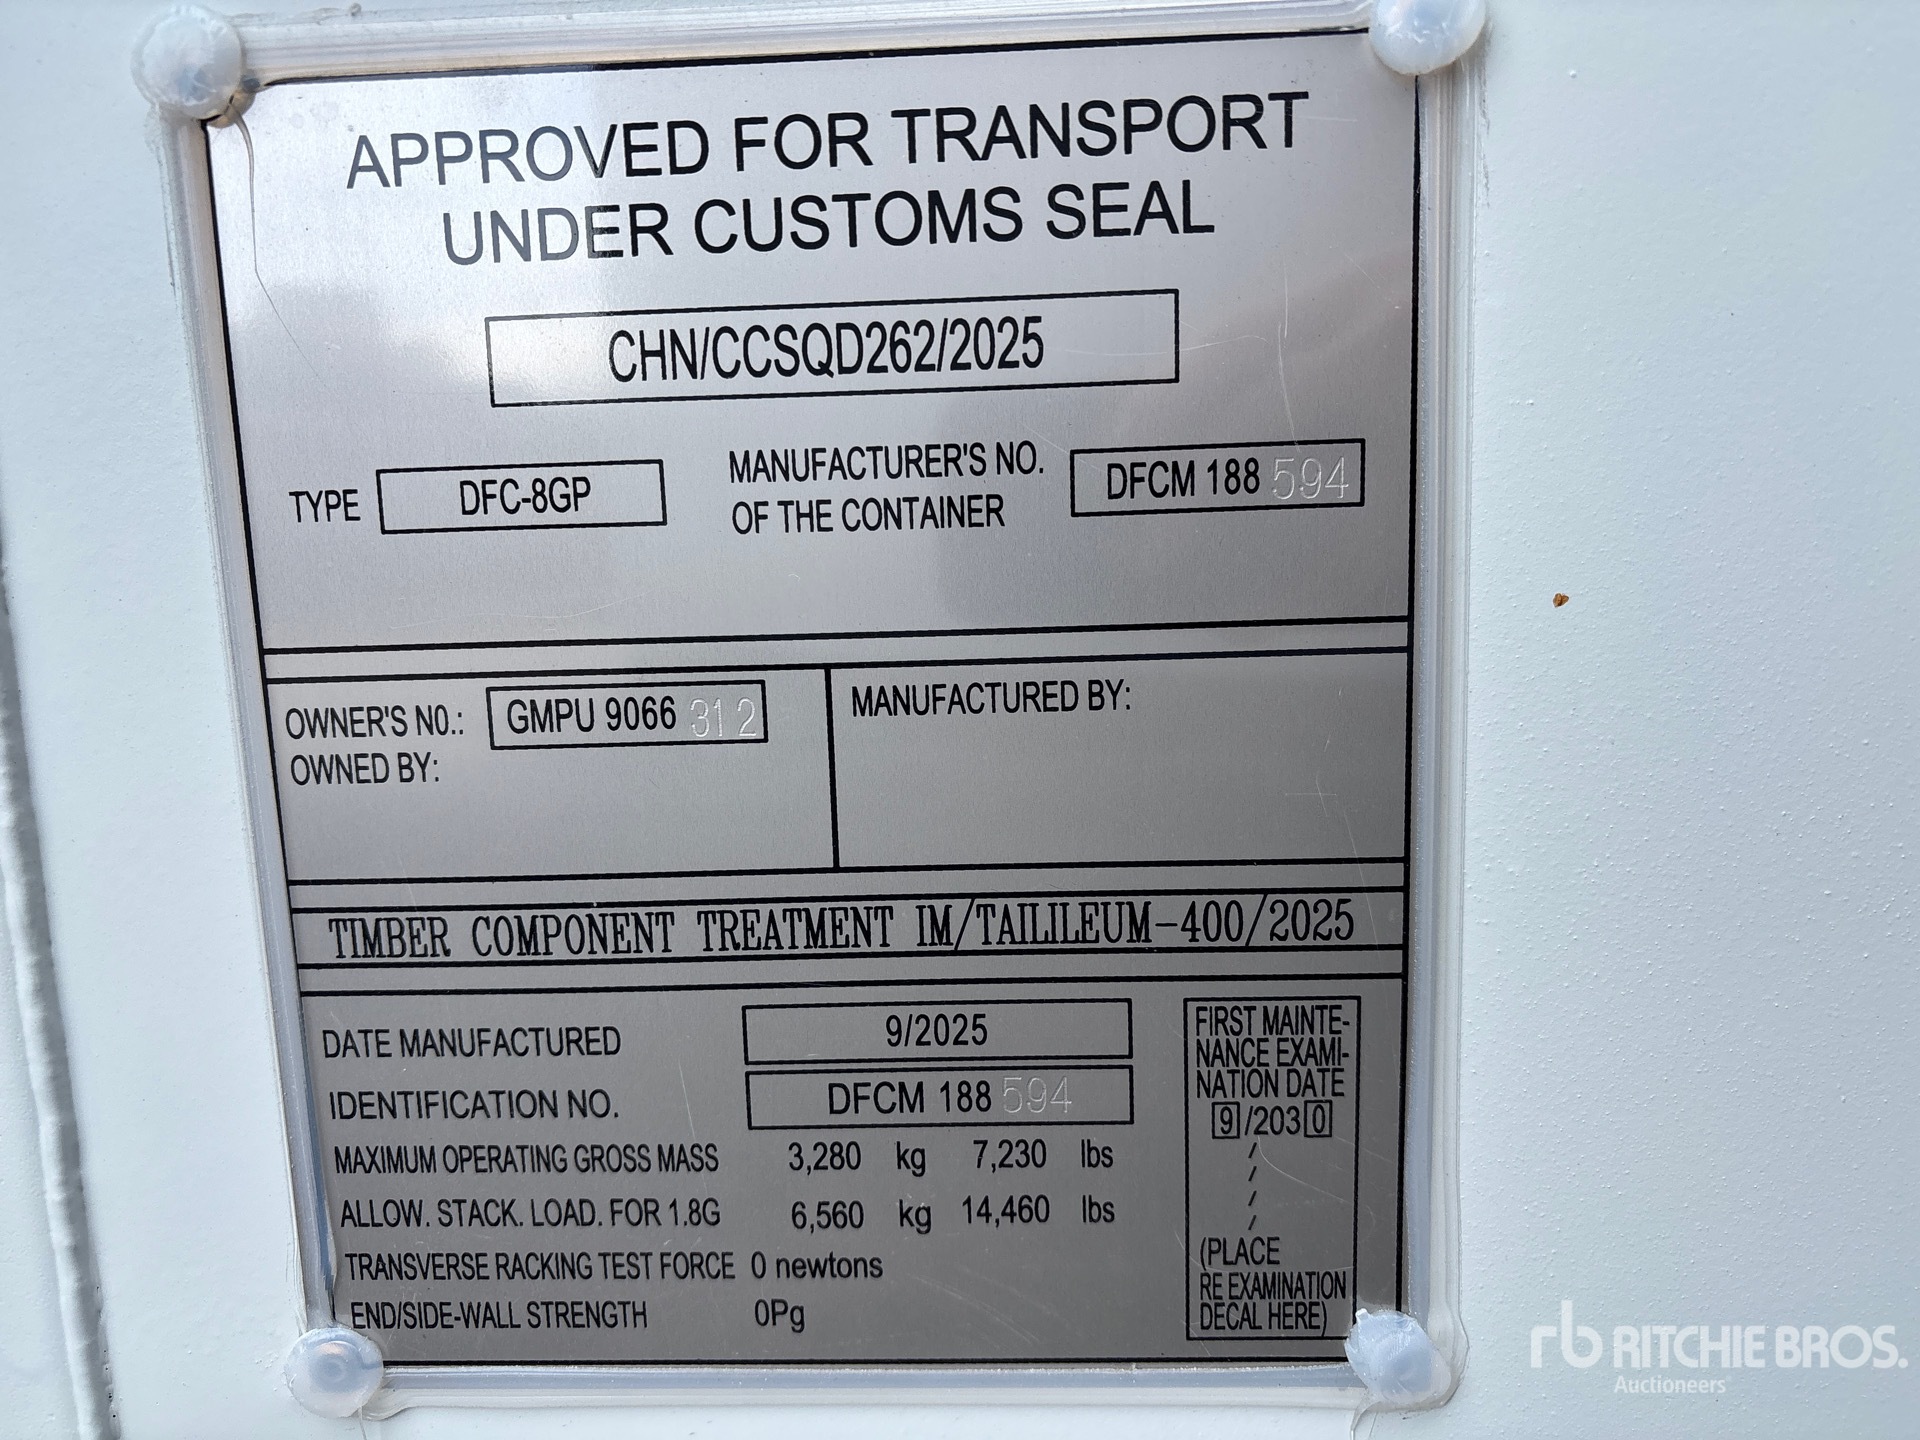 APPROVED FOR TRANSPORT
UNDER CUSTOMS SEAL
CHN/CCSQD262/2025
TYPE DFC-8GP
MANUFACTURER'S NO.
OF THE CONTAINER
DFCM 188 594
OWNER'S N0.: GMPU 9066 312
OWNED BY:
MANUFACTURED BY:
TIMBER COMPONENT TREATMENT IM/TAILILEUM-400/2025
DATE MANUFACTURED 9/2025
IDENTIFICATION NO. DFCM 188 594
MAXIMUM OPERATING GROSS MASS 3,280 kg 7,230 lbs
ALLOW. STACK. LOAD. FOR 1.8G 6,560 kg 14,460 lbs
TRANSVERSE RACKING TEST FORCE 0 newtons
END/SIDE-WALL STRENGTH 0Pg
FIRST MAINTE-
NANCE EXAMI-
NATION DATE
9/2030
/
/
/
/
(PLACE
RE EXAMINATION
DECAL HERE)
rb RITCHIE BROS.
Auctioneers